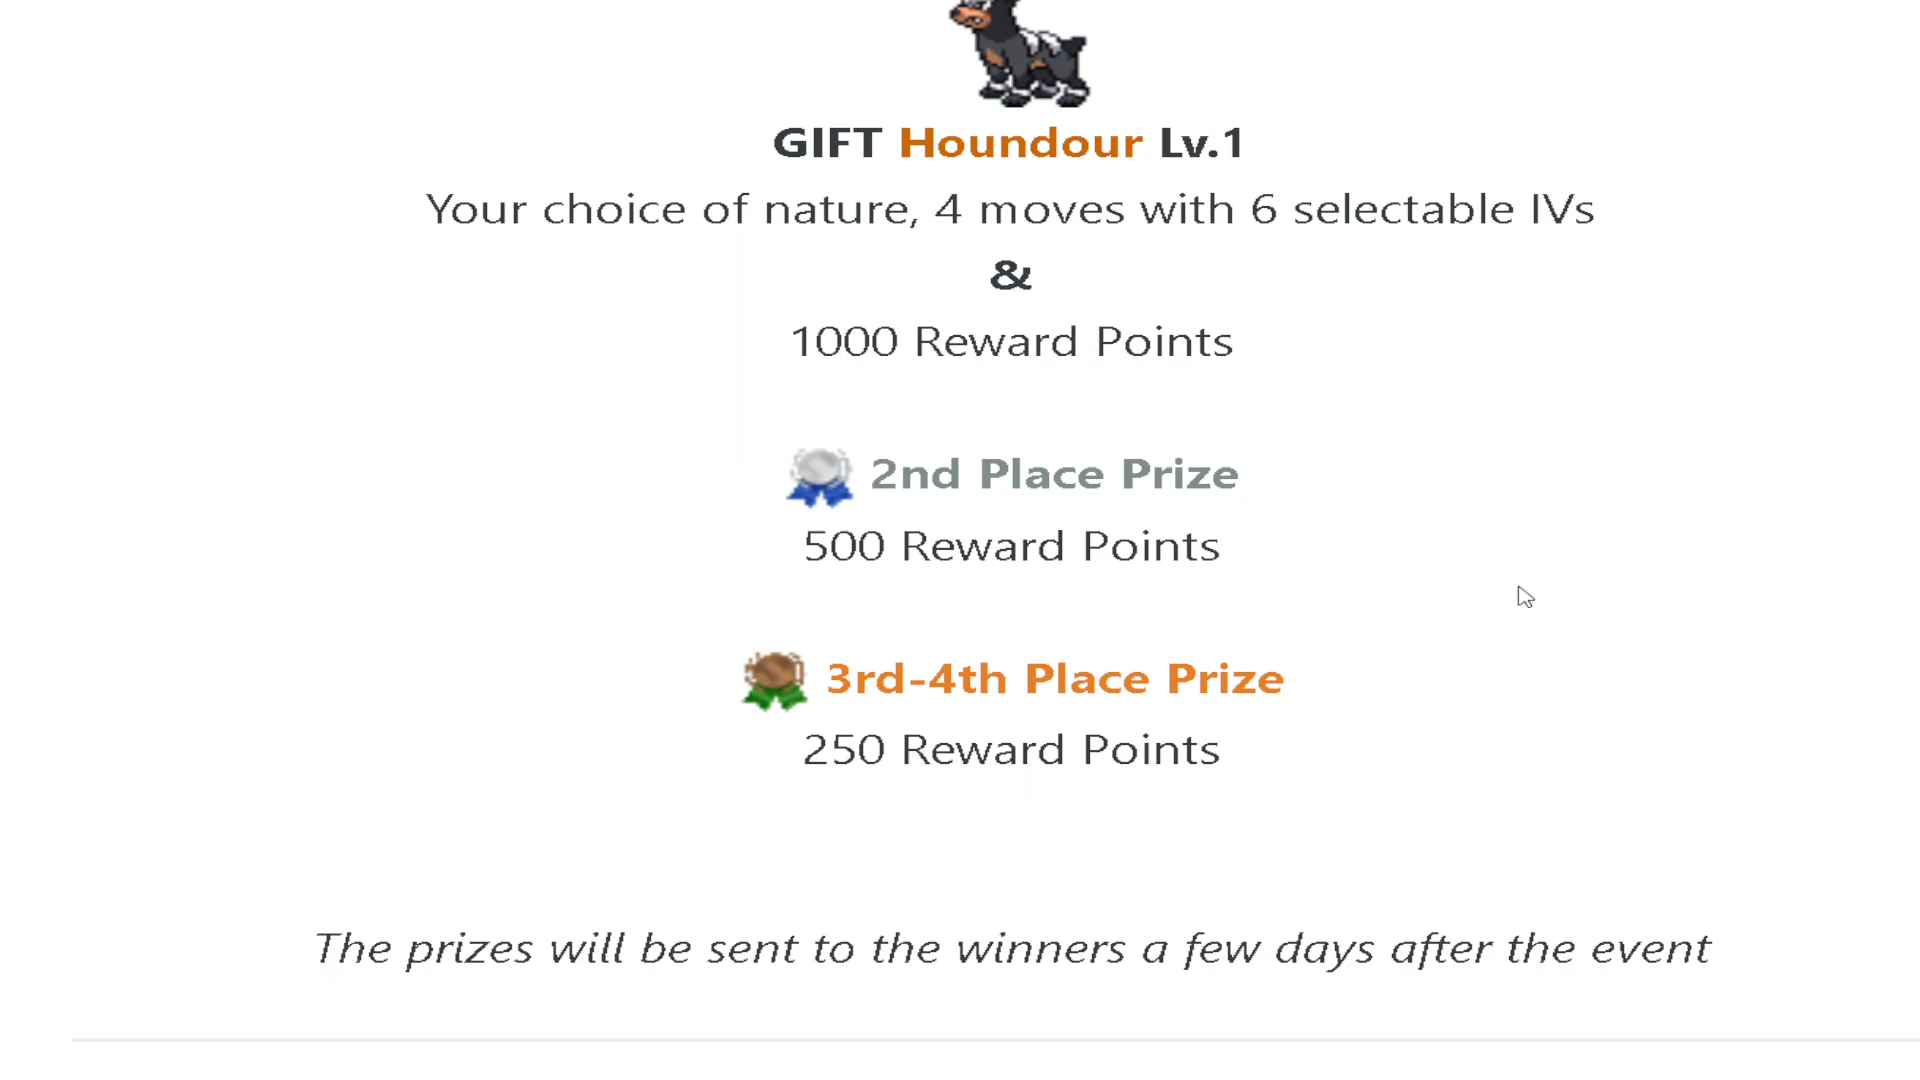 GIFT Houndour Lv.1
Your choice of nature, 4 moves with 6 selectable IVs
&
1000 Reward Points
2nd Place Prize
500 Reward Points
3rd-4th Place Prize
250 Reward Points
The prizes will be sent to the winners a few days after the event